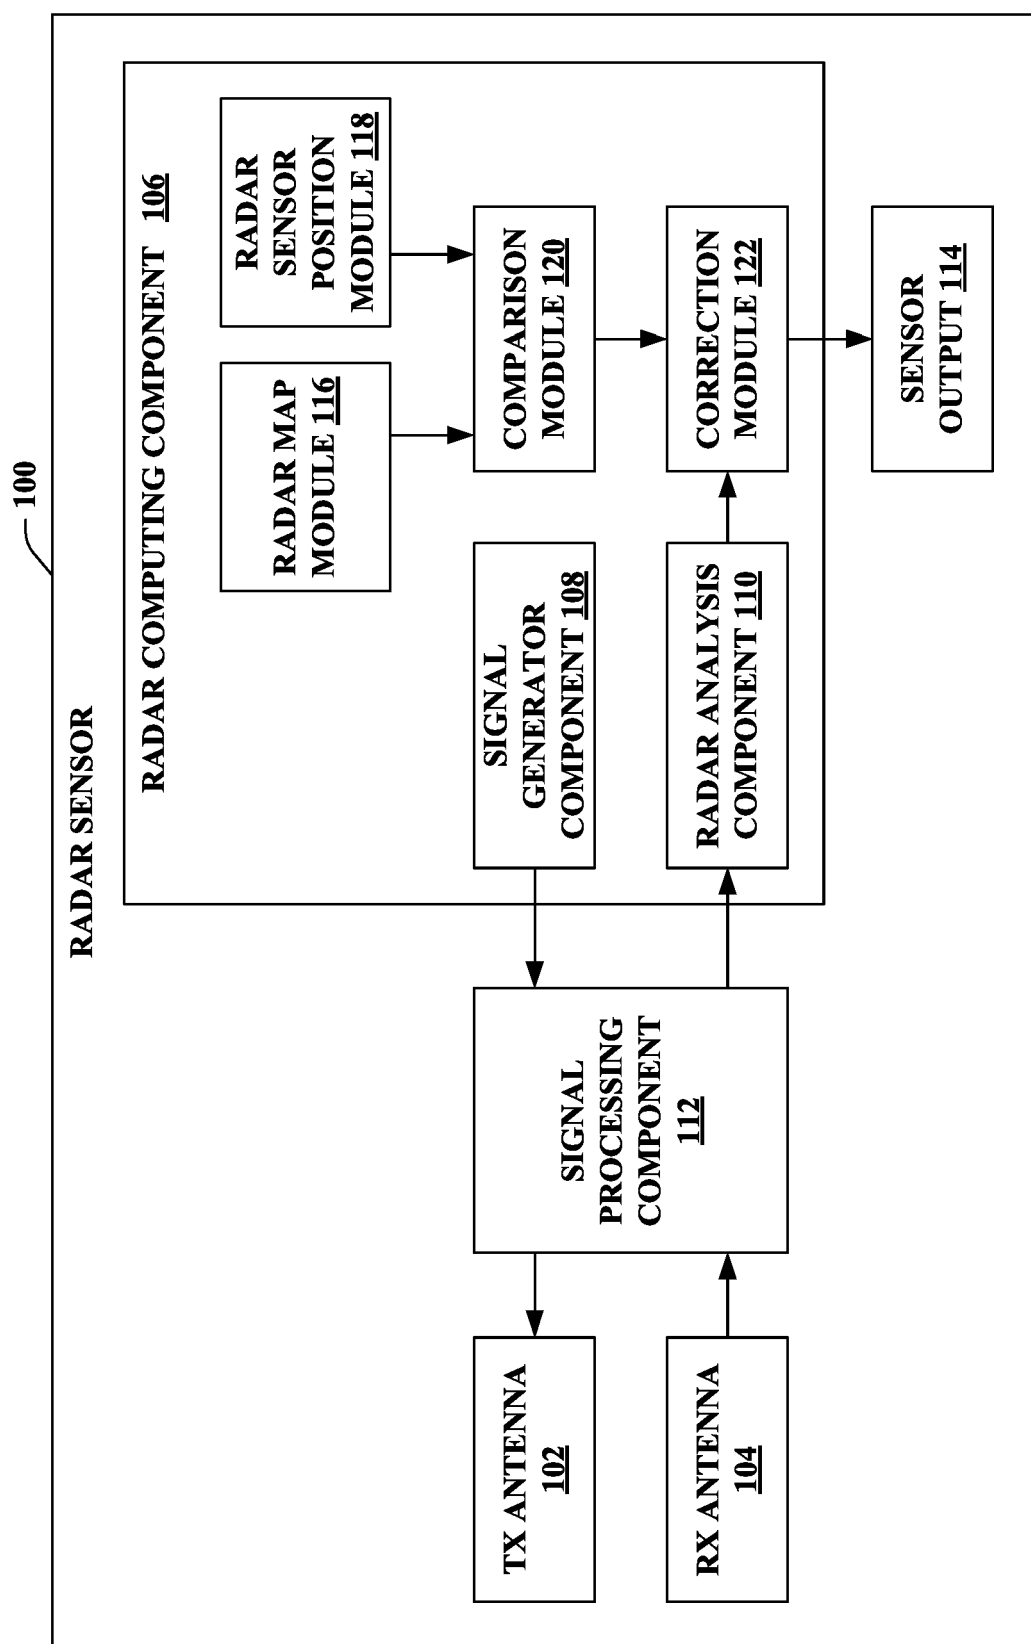 100
RADAR SENSOR
RADAR COMPUTING COMPONENT 106
RADAR MAP
MODULE 116
RADAR
SENSOR
POSITION
MODULE 118
TX ANTENNA
102
SIGNAL
PROCESSING
COMPONENT
112
SIGNAL
GENERATOR
COMPONENT 108
COMPARISON
MODULE 120
RX ANTENNA
104
RADAR ANALYSIS
COMPONENT 110
CORRECTION
MODULE 122
SENSOR
OUTPUT 114